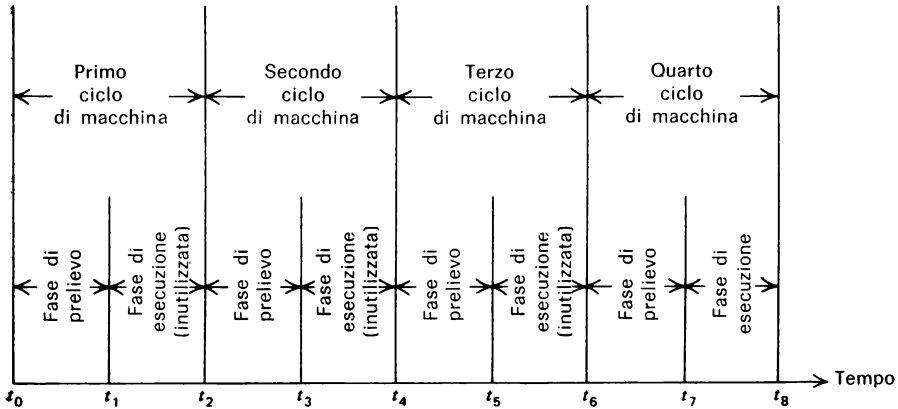 Primo
ciclo
di macchina
Secondo
ciclo
di macchina
Terzo
ciclo
di macchina
Quarto
ciclo
di macchina
Fase di
prelievo
Fase di
esecuzione
(inutilizzata)
Fase di
prelievo
Fase di
esecuzione
(inutilizzata)
Fase di
prelievo
Fase di
esecuzione
(inutilizzata)
Fase di
prelievo
Fase di
esecuzione
Tempo
t0 t1 t2 t3 t4 t5 t6 t7 t8